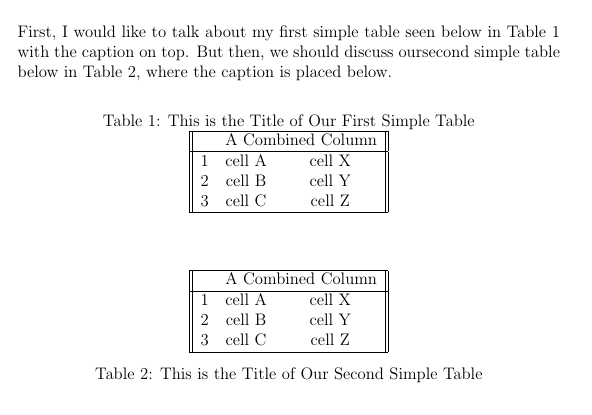 First, I would like to talk about my first simple table seen below in Table 1
with the caption on top. But then, we should discuss oursecond simple table
below in Table 2, where the caption is placed below.
Table 1: This is the Title of Our First Simple Table
A Combined Column
1 cell A cell X
2 cell B cell Y
3 cell C cell Z
A Combined Column
1 cell A cell X
2 cell B cell Y
3 cell C cell Z
Table 2: This is the Title of Our Second Simple Table